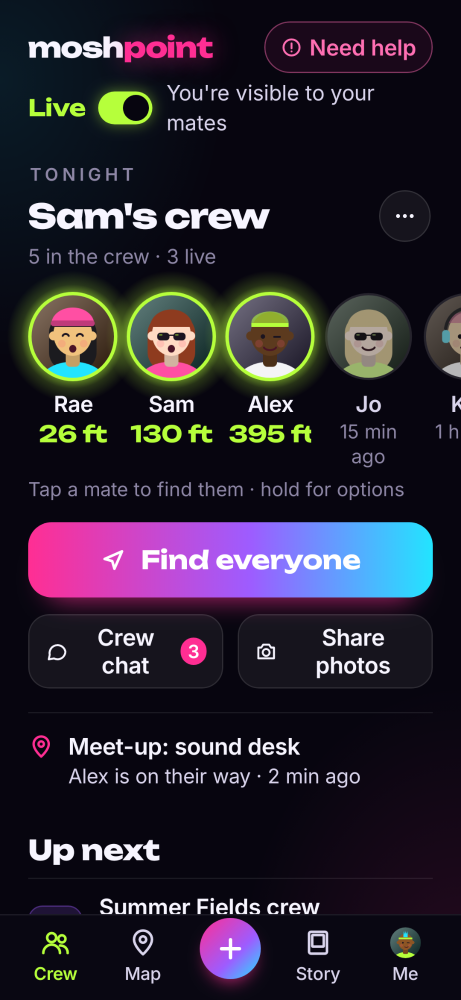 moshpoint
Need help
Live
You're visible to your
mates
TONIGHT
Sam's crew
5 in the crew · 3 live
Rae
Sam
Alex
Jo
K
26 ft
130 ft
395 ft
15 min
ago
1 h
Tap a mate to find them · hold for options
Find everyone
Crew
chat
3
Share
photos
Meet-up: sound desk
Alex is on their way · 2 min ago
Up next
Summer Fields crew
Crew
Map
Story
Me